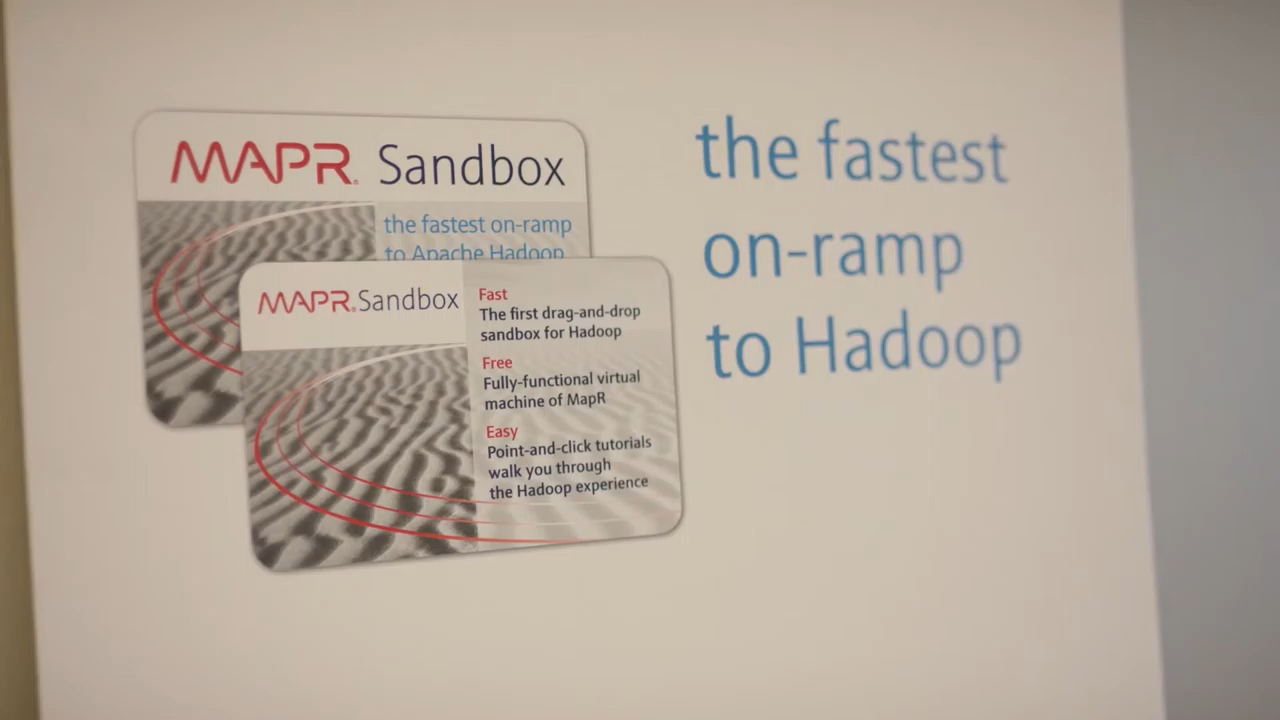 MAPR Sandbox
the fastest on-ramp
to Apache Hadoop
MAPR Sandbox
Fast
The first drag-and-drop
sandbox for Hadoop
Free
Fully-functional virtual
machine of MapR
Easy
Point-and-click tutorials
walk you through
the Hadoop experience
the fastest
on-ramp
to Hadoop